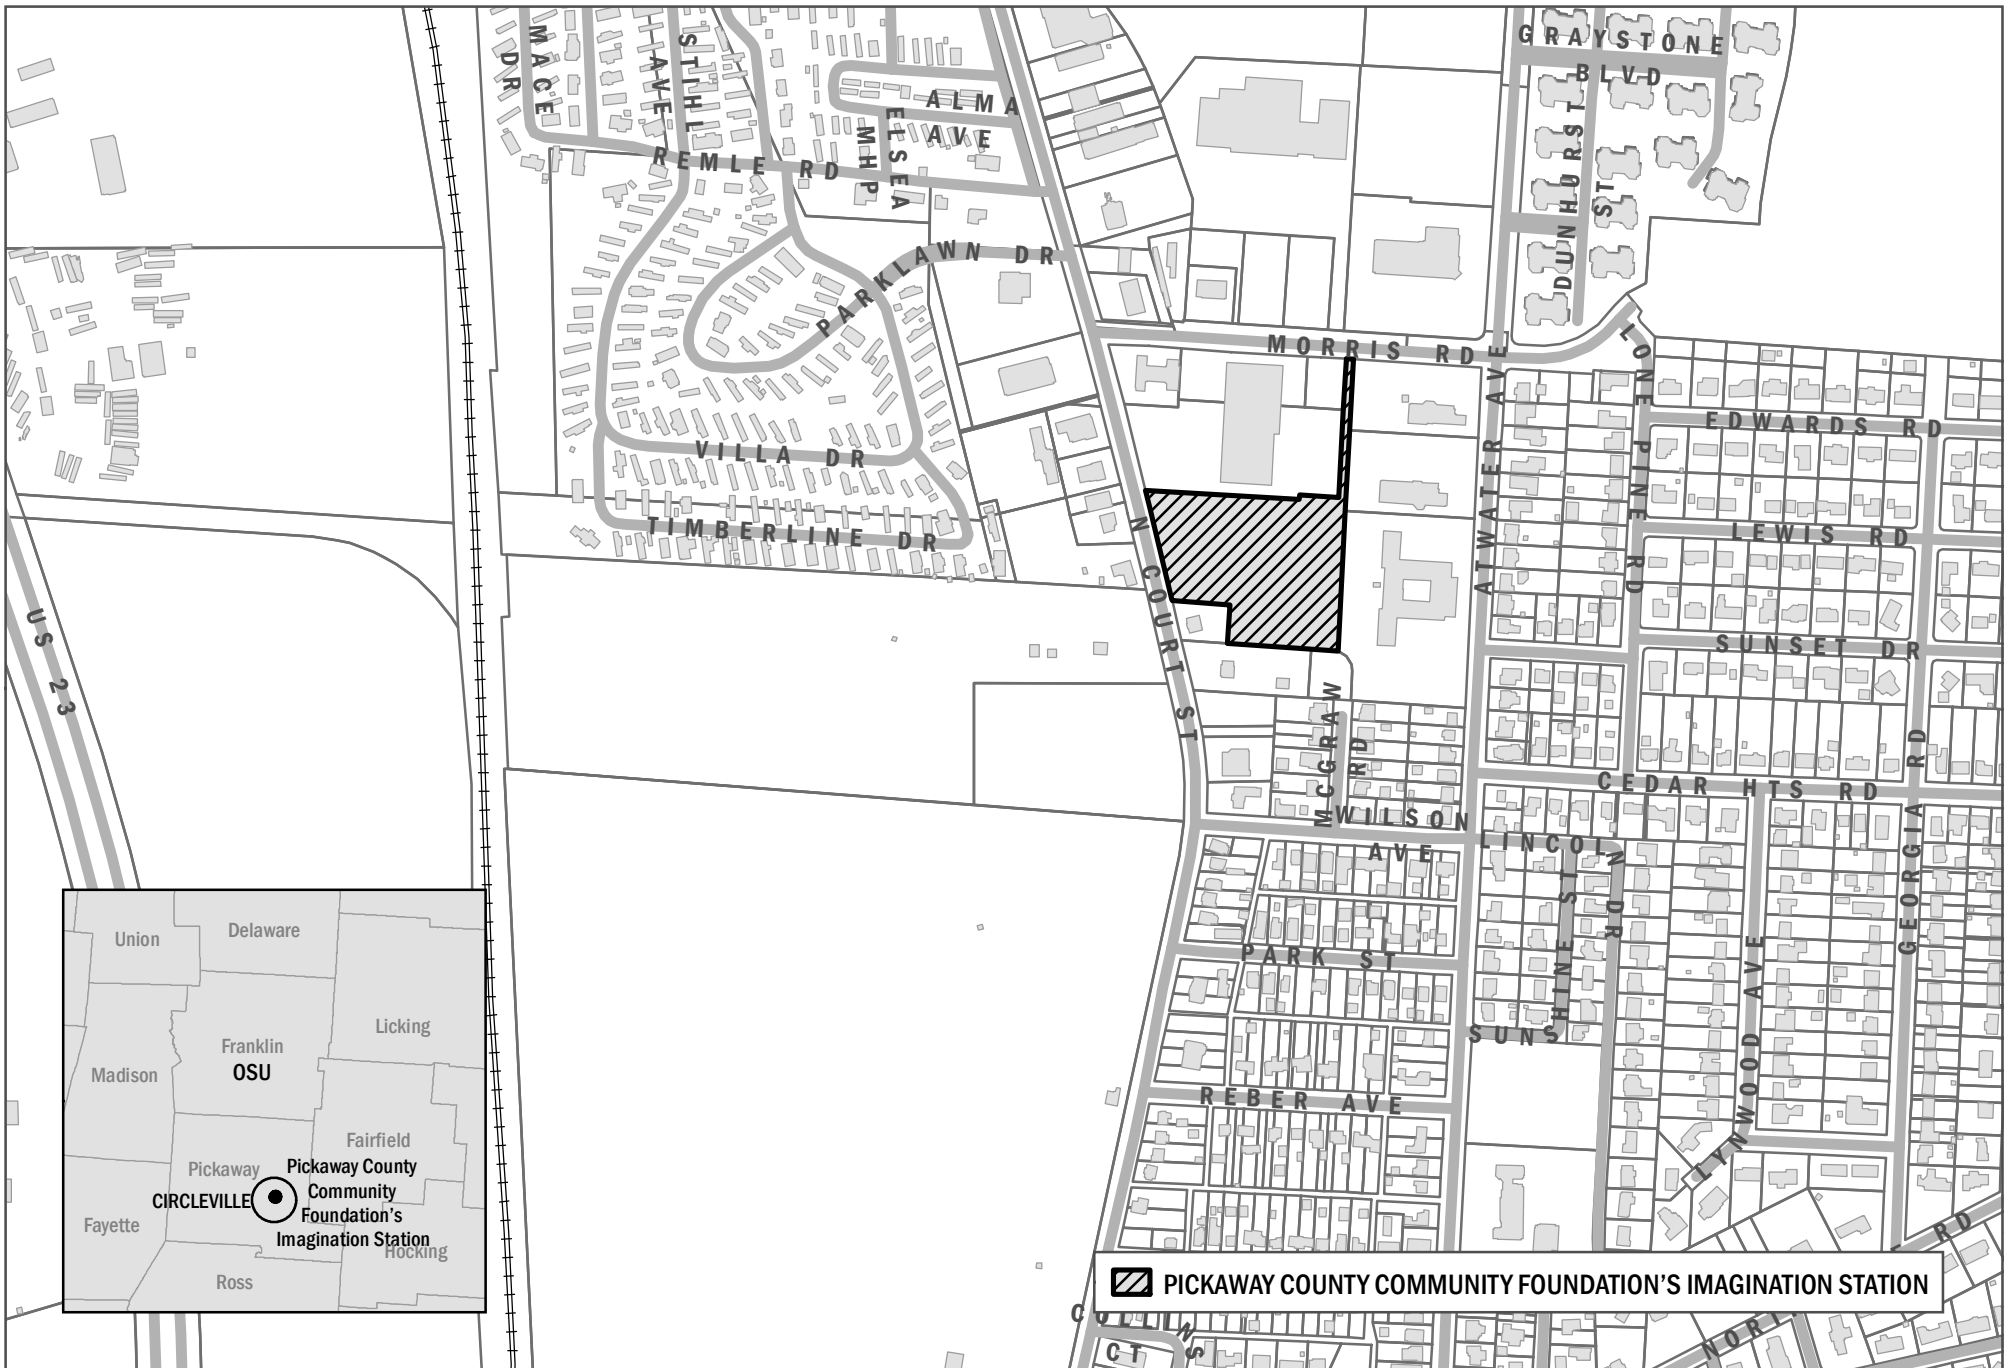 MACE
DR
STIHL
AVE
ALMA
AVE
ELSEA
MHP
REMLE RD
PARKLAWN DR
VILLA DR
TIMBERLINE DR
GRAYSTONE
BLVD
DUNHURST
ST
MORRIS RD
LONE PINE RD
ATWATER AVE
EDWARDS RD
LEWIS RD
SUNSET DR
N COURT ST
US 23
MCGRAW
RD
CEDAR HTS RD
GEORGIA RD
WILSON
AVE
LINCOLN DR
SUNSHINE ST
PARK ST
LYNWOOD AVE
REBER AVE
RD
COLLINS
CT
Union
Delaware
Licking
Franklin
OSU
Madison
Fairfield
Pickaway
Pickaway County
Community
Foundation's
Imagination Station
CIRCLEVILLE
Fayette
Hocking
Ross
PICKAWAY COUNTY COMMUNITY FOUNDATION'S IMAGINATION STATION